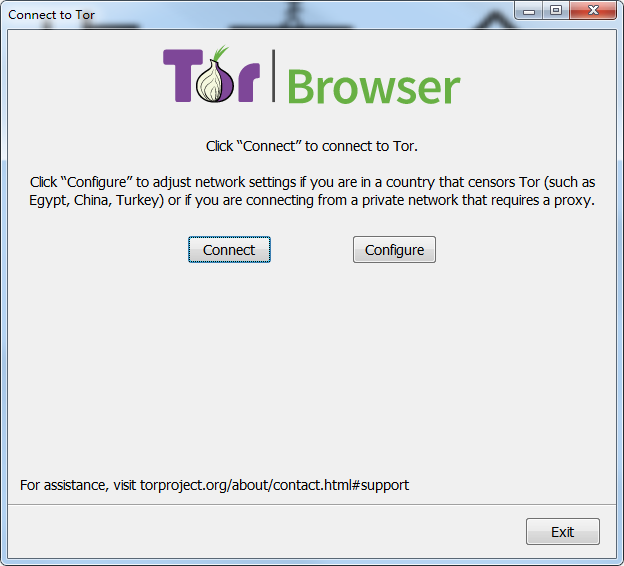 Connect to Tor
Tor Browser
Click “Connect” to connect to Tor.
Click “Configure” to adjust network settings if you are in a country that censors Tor (such as
Egypt, China, Turkey) or if you are connecting from a private network that requires a proxy.
Connect Configure
For assistance, visit torproject.org/about/contact.html#support
Exit